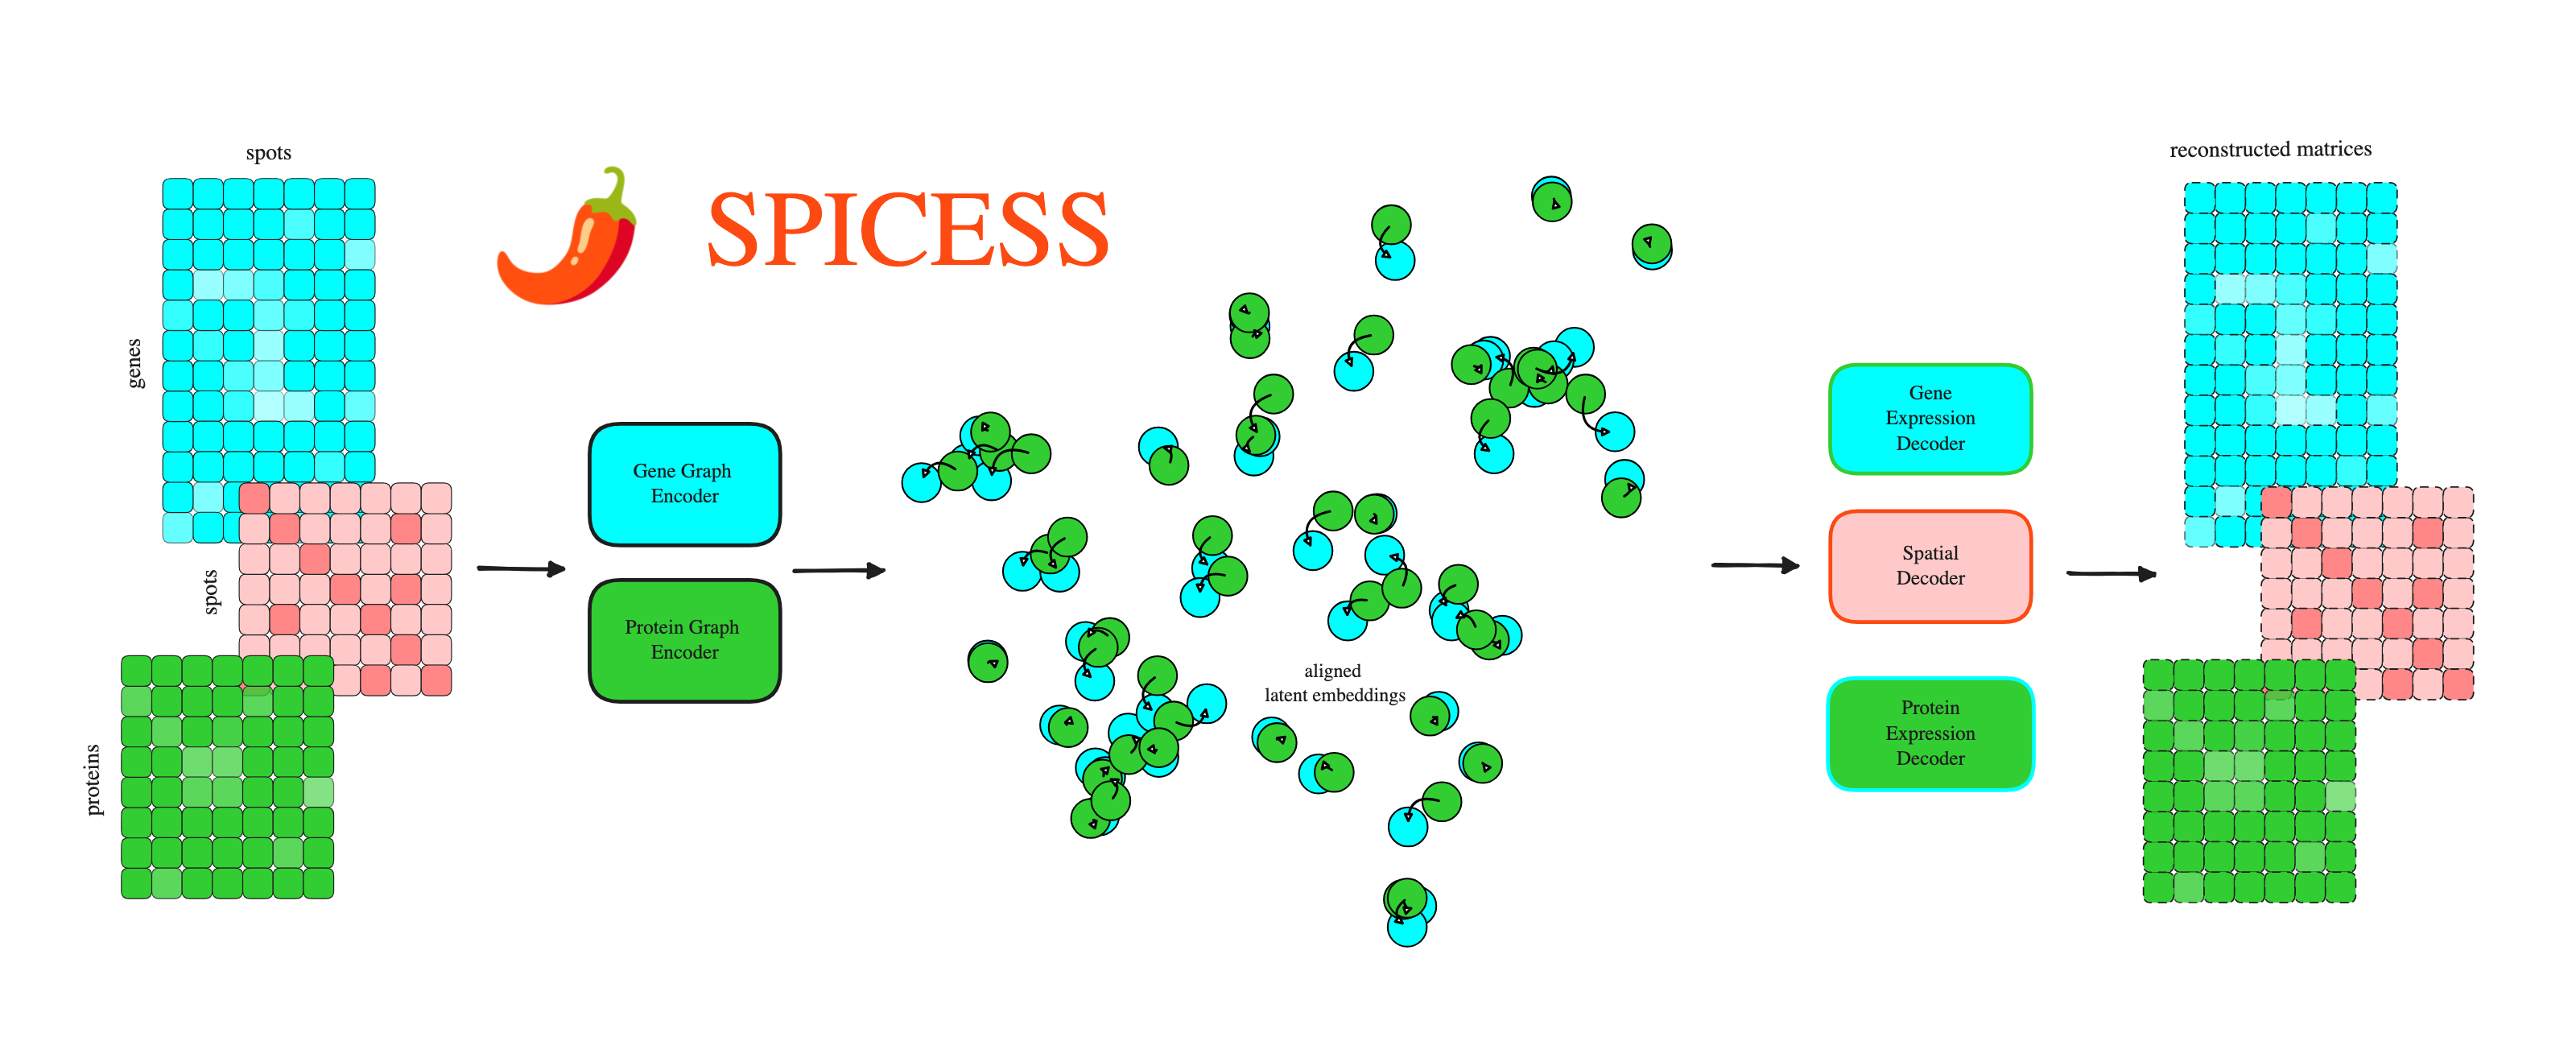 spots
genes
spots
proteins
SPICESS
Gene Graph
Encoder
Protein Graph
Encoder
aligned
latent embeddings
Gene
Expression
Decoder
Spatial
Decoder
Protein
Expression
Decoder
reconstructed matrices